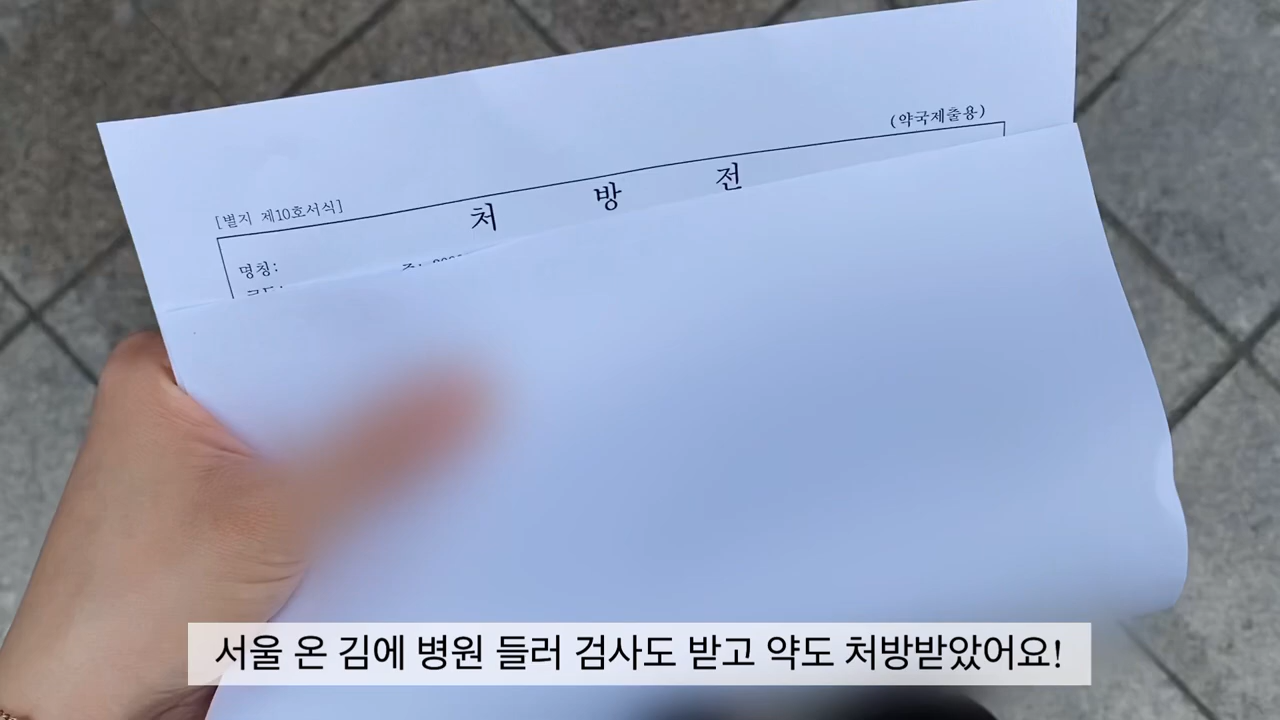 (약국제출용)
[별지 제10호서식]
처 방 전
명칭:
서울 온 김에 병원 들러 검사도 받고 약도 처방받았어요!